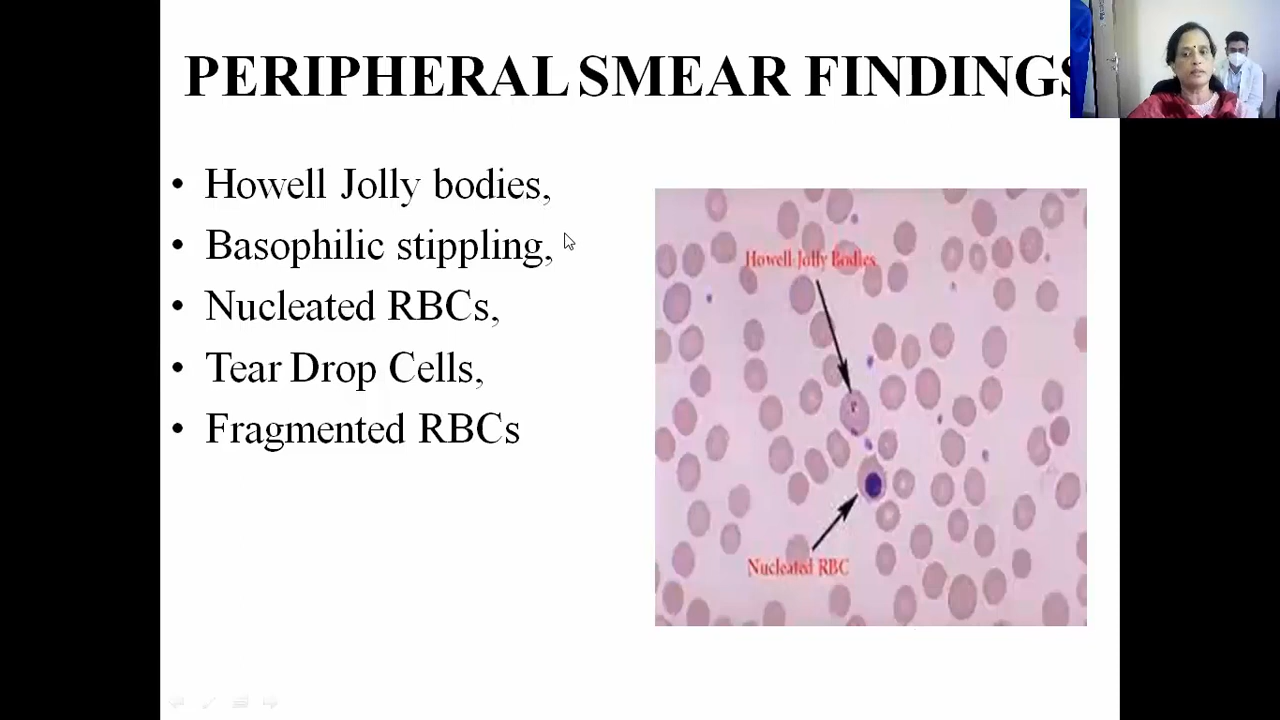 PERIPHERAL SMEAR FINDINGS
• Howell Jolly bodies,
• Basophilic stippling,
• Nucleated RBCs,
• Tear Drop Cells,
• Fragmented RBCs
Howell-Jolly Bodies
Nucleated RBC